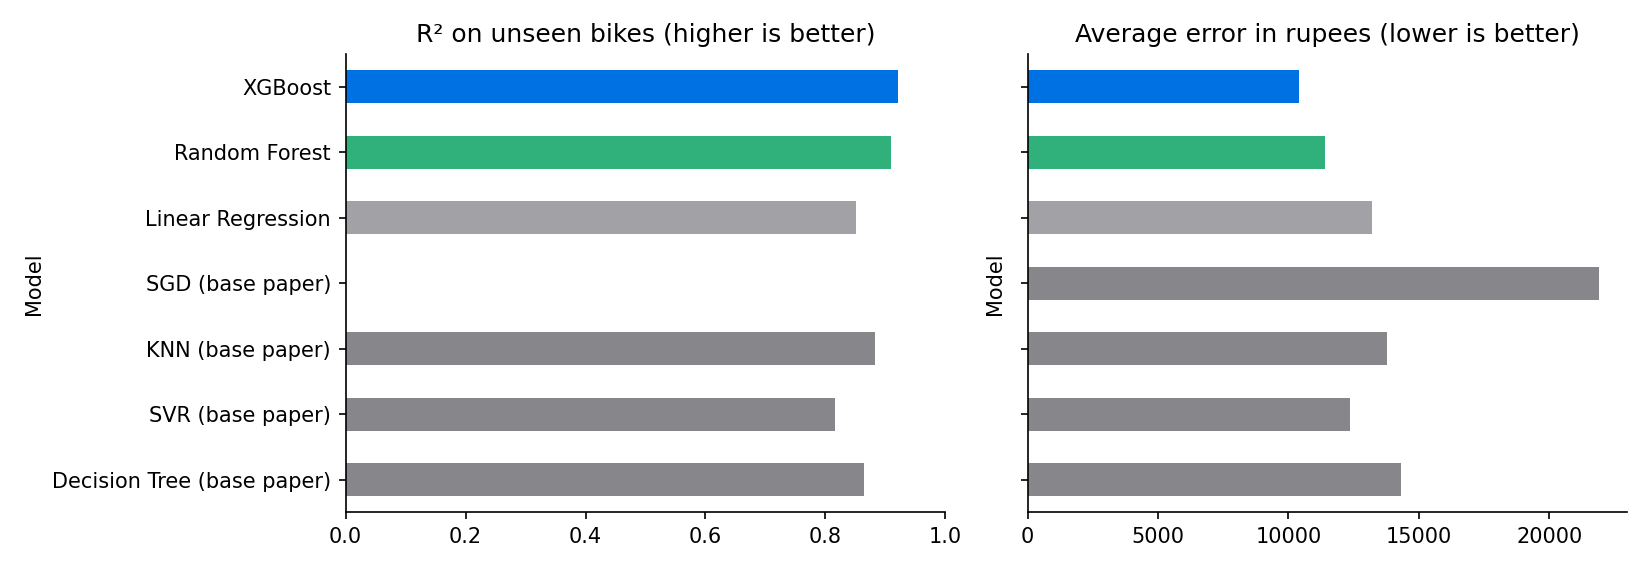 R² on unseen bikes (higher is better)
Model
XGBoost
Random Forest
Linear Regression
SGD (base paper)
KNN (base paper)
SVR (base paper)
Decision Tree (base paper)
0.0 0.2 0.4 0.6 0.8 1.0
Average error in rupees (lower is better)
Model
0 5000 10000 15000 20000